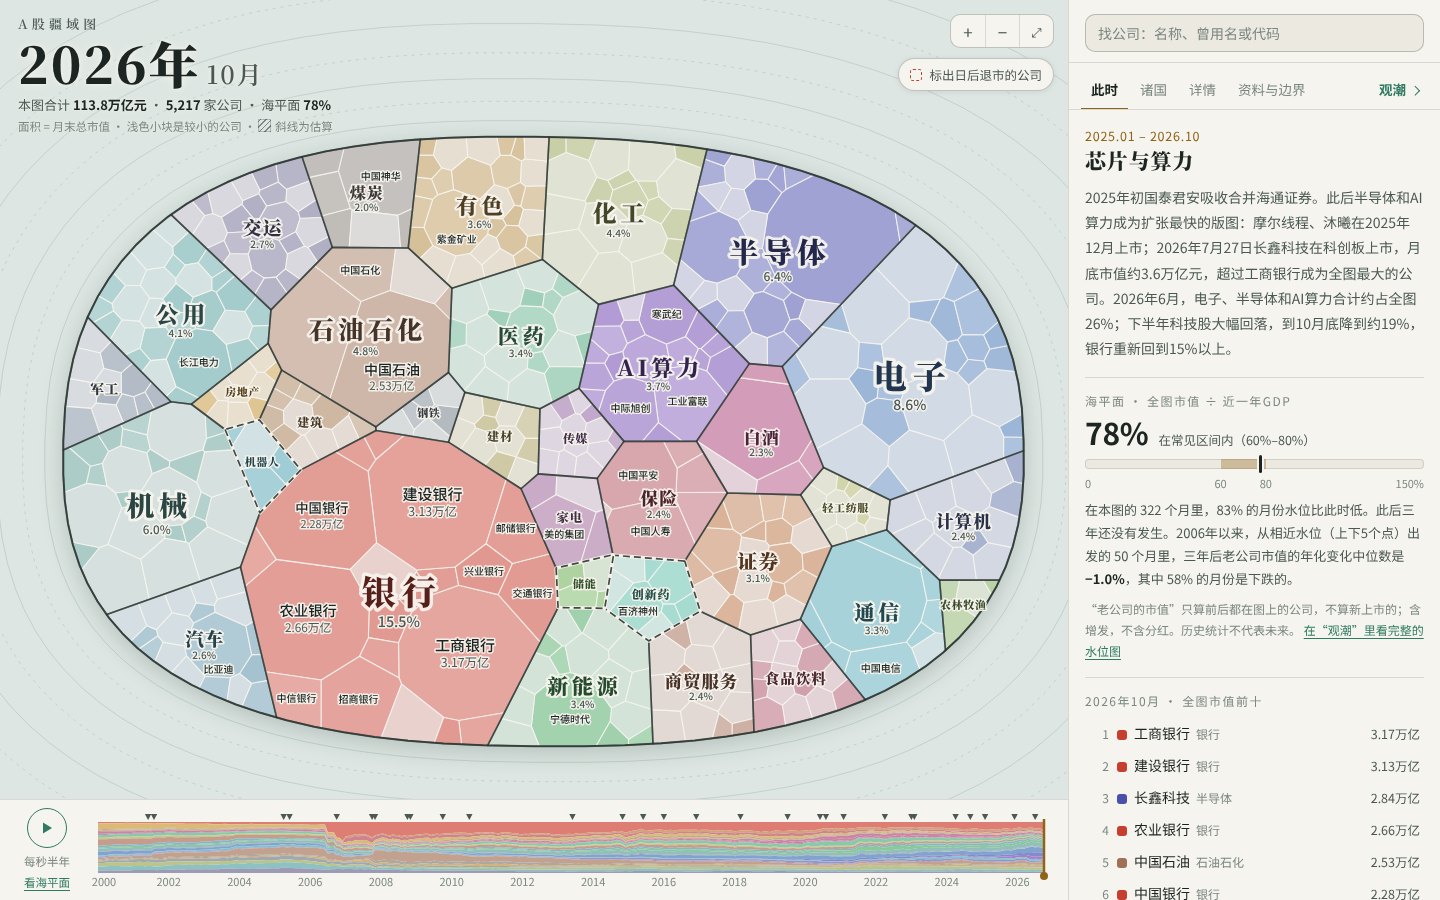 A股疆域图
2026年 10月
本图合计 113.8万亿元 · 5,217 家公司 · 海平面 78%
面积＝月末总市值 · 浅色小块是较小的公司 · 斜线为估算
+ − ⤢
标出日后退市的公司
中国神华
煤炭
2.0%
有色
3.6%
紫金矿业
化工
4.4%
交运
2.7%
半导体
6.4%
中国石化
石油石化
4.8%
中国石油
2.53万亿
公用
4.1%
长江电力
医药
3.4%
寒武纪
AI算力
3.7%
中际旭创
工业富联
电子
8.6%
军工
房地产
建筑
钢铁
建材
传媒
白酒
2.3%
机器人
机械
6.0%
中国银行
2.28万亿
建设银行
3.13万亿
邮储银行
家电
美的集团
中国平安
保险
2.4%
中国人寿
轻工纺服
计算机
2.4%
银行
15.5%
兴业银行
交通银行
农业银行
2.66万亿
工商银行
3.17万亿
中信银行
招商银行
储能
创新药
百济神州
证券
3.1%
通信
3.3%
中国电信
农林牧渔
汽车
2.6%
比亚迪
新能源
3.4%
宁德时代
商贸服务
2.4%
食品饮料
每秒半年
看海平面
2000 2002 2004 2006 2008 2010 2012 2014 2016 2018 2020 2022 2024 2026
找公司：名称、曾用名或代码
此时 诸国 详情 资料与边界 观潮 >
2025.01 – 2026.10
芯片与算力
2025年初国泰君安吸收合并海通证券。此后半导体和AI
算力成为扩张最快的版图：摩尔线程、沐曦在2025年
12月上市；2026年7月27日长鑫科技在科创板上市，月
底市值约3.6万亿元，超过工商银行成为全图最大的公
司。2026年6月，电子、半导体和AI算力合计约占全图
26%；下半年科技股大幅回落，到10月底降到约19%，
银行重新回到15%以上。
海平面 · 全图市值 ÷ 近一年GDP
78% 在常见区间内（60%–80%）
0 60 80 150%
在本图的 322 个月里，83% 的月份水位比此时低。此后三
年还没有发生。2006年以来，从相近水位（上下5个点）出
发的 50 个月里，三年后老公司市值的年化变化中位数是
−1.0%，其中 58% 的月份是下跌的。
“老公司的市值”只算前后都在图上的公司，不算新上市的；含
增发，不含分红。历史统计不代表未来。 在“观潮”里看完整的
水位图
2026年10月 · 全图市值前十
1 工商银行 银行 3.17万亿
2 建设银行 银行 3.13万亿
3 长鑫科技 半导体 2.84万亿
4 农业银行 银行 2.66万亿
5 中国石油 石油石化 2.53万亿
6 中国银行 银行 2.28万亿